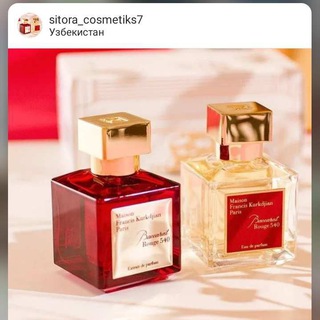 sitora_cosmetiks7
Узбекистан
Maison
Francis Kurkdjian
Paris
Baccarat
Rouge 540
Extrait de parfum
Maison
Francis Kurkdjian
Paris
Baccarat
Rouge 540
Eau de parfum